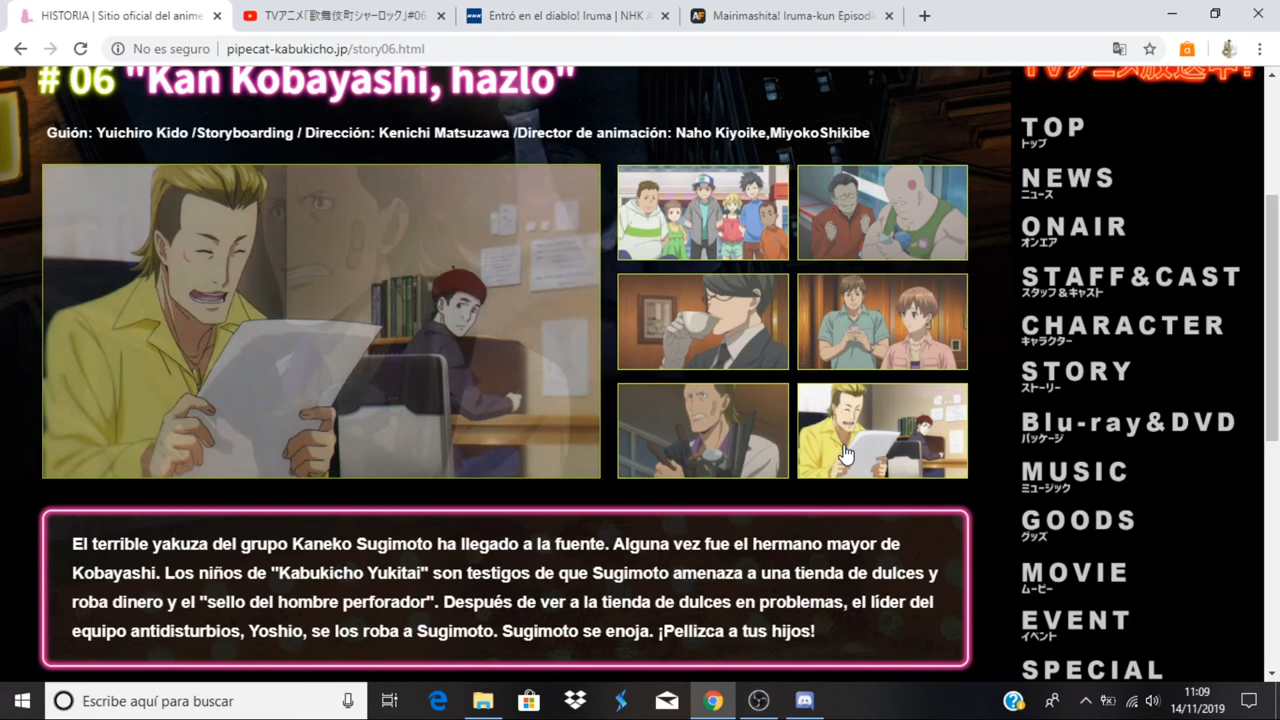 HISTORIA | Sitio oficial del anime
TVアニメ「歌舞伎町シャーロック」#06
Entró en el diablo! Iruma | NHK A
Mairimashita! Iruma-kun Episodi
No es seguro
pipecat-kabukicho.jp/story06.html
# 06 "Kan Kobayashi, hazlo"
Guión: Yuichiro Kido /Storyboarding / Dirección: Kenichi Matsuzawa /Director de animación: Naho Kiyoike,MiyokoShikibe
El terrible yakuza del grupo Kaneko Sugimoto ha llegado a la fuente. Alguna vez fue el hermano mayor de
Kobayashi. Los niños de "Kabukicho Yukitai" son testigos de que Sugimoto amenaza a una tienda de dulces y
roba dinero y el "sello del hombre perforador". Después de ver a la tienda de dulces en problemas, el líder del
equipo antidisturbios, Yoshio, se los roba a Sugimoto. Sugimoto se enoja. ¡Pellizca a tus hijos!
TVアニメ放送中!
TOP
トップ
NEWS
ニュース
ONAIR
オンエア
STAFF&CAST
スタッフ&キャスト
CHARACTER
キャラクター
STORY
ストーリー
Blu-ray&DVD
パッケージ
MUSIC
ミュージック
GOODS
グッズ
MOVIE
ムービー
EVENT
イベント
SPECIAL
Escribe aquí para buscar
11:09
14/11/2019